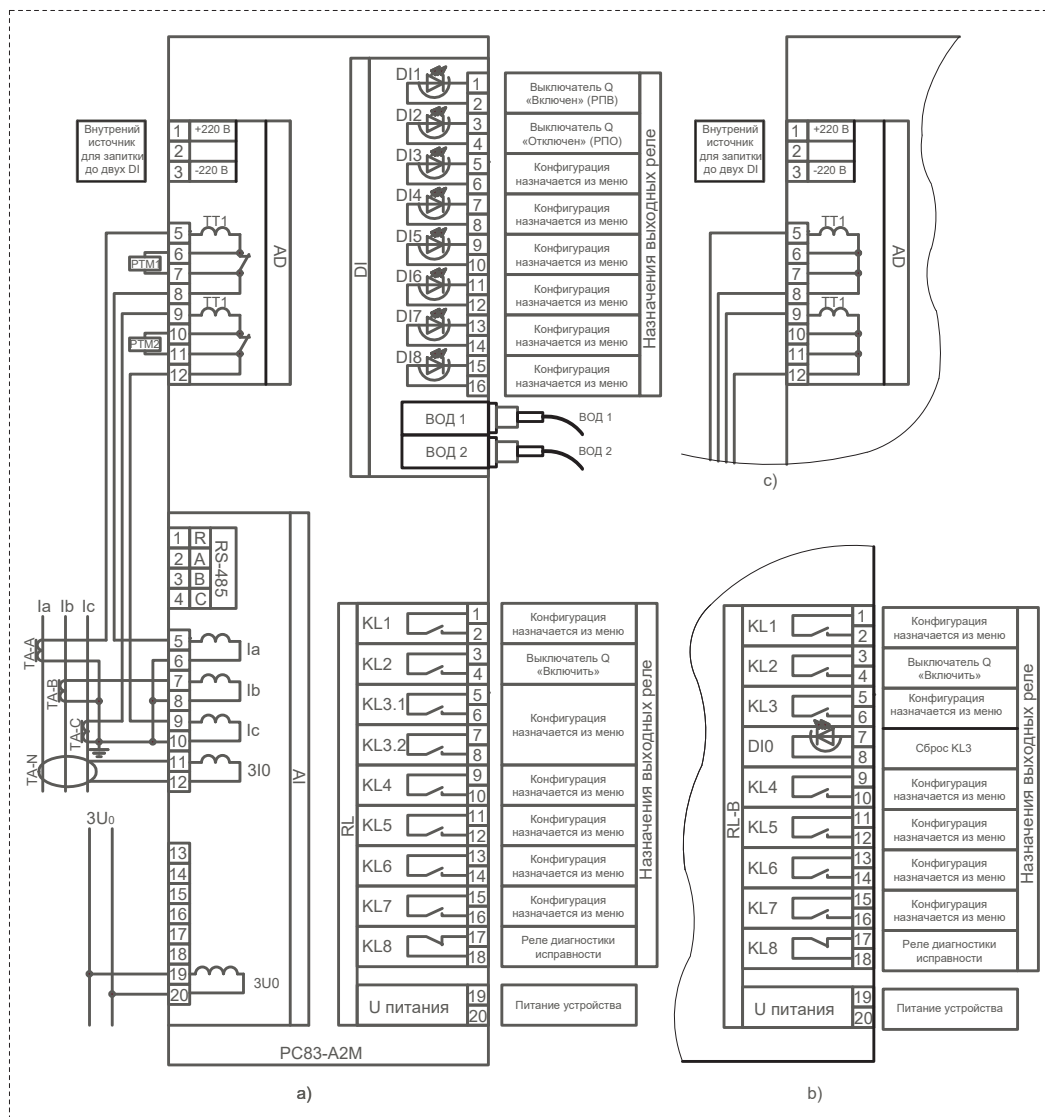 Внутрений
источник
для запитки
до двух DI
1 +220 В
2
3 -220 В
5
6
7
8
9
10
11
12
TT1
TT1
РТМ1
РТМ2
AD
DI
DI1
DI2
DI3
DI4
DI5
DI6
DI7
DI8
1
2
3
4
5
6
7
8
9
10
11
12
13
14
15
16
Выключатель Q
«Включен» (РПВ)
Выключатель Q
«Отключен» (РПО)
Конфигурация
назначается из меню
Конфигурация
назначается из меню
Конфигурация
назначается из меню
Конфигурация
назначается из меню
Конфигурация
назначается из меню
Конфигурация
назначается из меню
Назначения выходных реле
ВОД 1
ВОД 1
ВОД 2
ВОД 2
Внутрений
источник
для запитки
до двух DI
1 +220 В
2
3 -220 В
5
6
7
8
9
10
11
12
TT1
TT1
AD
c)
1 R
2 A
3 B
4 C
RS-485
Ia Ib Ic
TA-A
TA-B
TA-C
TA-N
5
6
7
8
9
10
11
12
Ia
Ib
Ic
3I0
AI
3U0
13
14
15
16
17
18
19
20
3U0
RL
KL1
KL2
KL3.1
KL3.2
KL4
KL5
KL6
KL7
KL8
U питания
1
2
3
4
5
6
7
8
9
10
11
12
13
14
15
16
17
18
19
20
Конфигурация
назначается из меню
Выключатель Q
«Включить»
Конфигурация
назначается из меню
Конфигурация
назначается из меню
Конфигурация
назначается из меню
Конфигурация
назначается из меню
Конфигурация
назначается из меню
Реле диагностики
исправности
Питание устройства
Назначения выходных реле
РС83-А2М
a)
RL-B
KL1
KL2
KL3
DI0
KL4
KL5
KL6
KL7
KL8
U питания
1
2
3
4
5
6
7
8
9
10
11
12
13
14
15
16
17
18
19
20
Конфигурация
назначается из меню
Выключатель Q
«Включить»
Конфигурация
назначается из меню
Сброс KL3
Конфигурация
назначается из меню
Конфигурация
назначается из меню
Конфигурация
назначается из меню
Конфигурация
назначается из меню
Реле диагностики
исправности
Питание устройства
Назначения выходных реле
b)